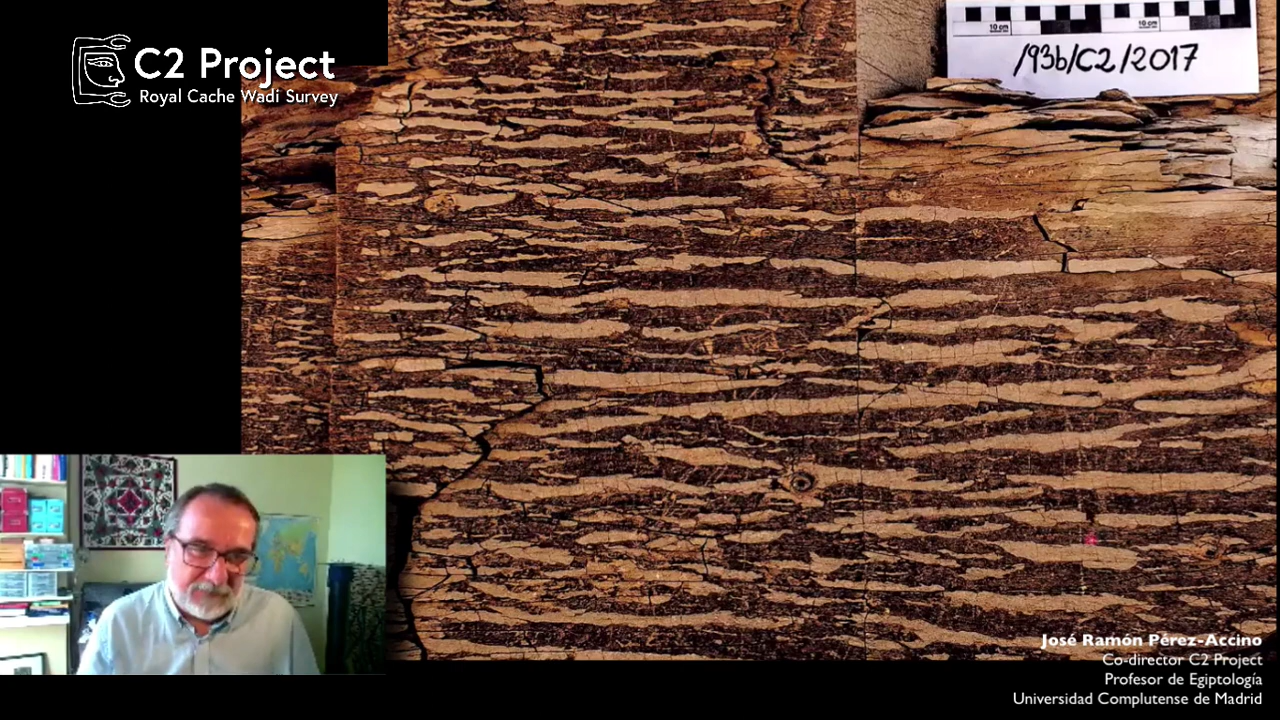 C2 Project
Royal Cache Wadi Survey
10 cm
10 cm
/93b/C2/2017
José Ramón Pérez-Accino
Co-director C2 Project
Profesor de Egiptología
Universidad Complutense de Madrid